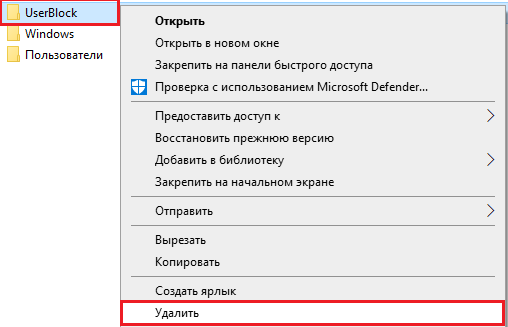 UserBlock
Windows
Пользователи
Открыть
Открыть в новом окне
Закрепить на панели быстрого доступа
Проверка с использованием Microsoft Defender...
Предоставить доступ к
Восстановить прежнюю версию
Добавить в библиотеку
Закрепить на начальном экране
Отправить
Вырезать
Копировать
Создать ярлык
Удалить